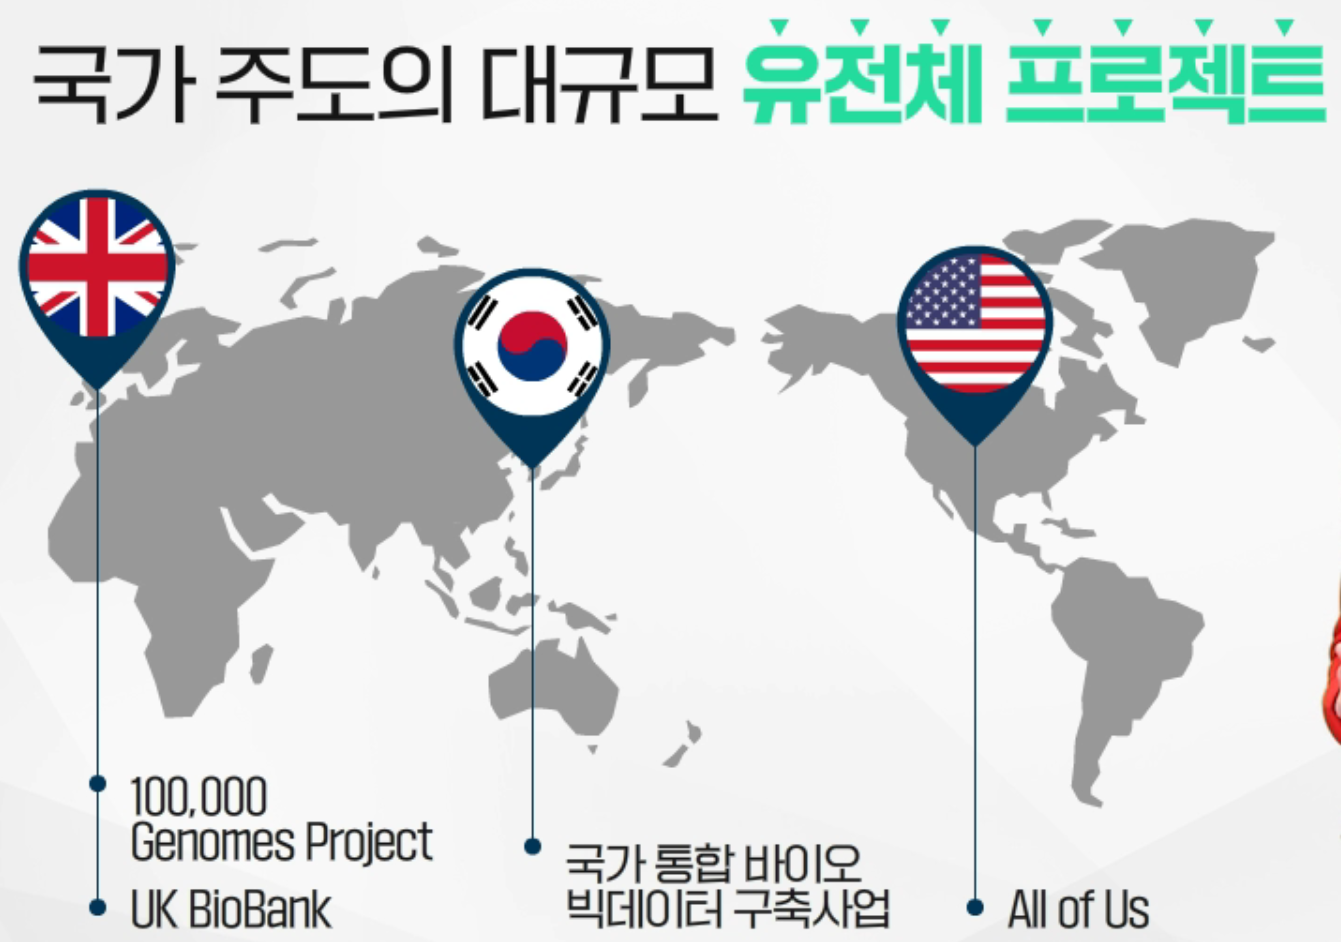 국가 주도의 대규모 유전체 프로젝트
100,000
Genomes Project
UK BioBank
국가 통합 바이오
빅데이터 구축사업
All of Us